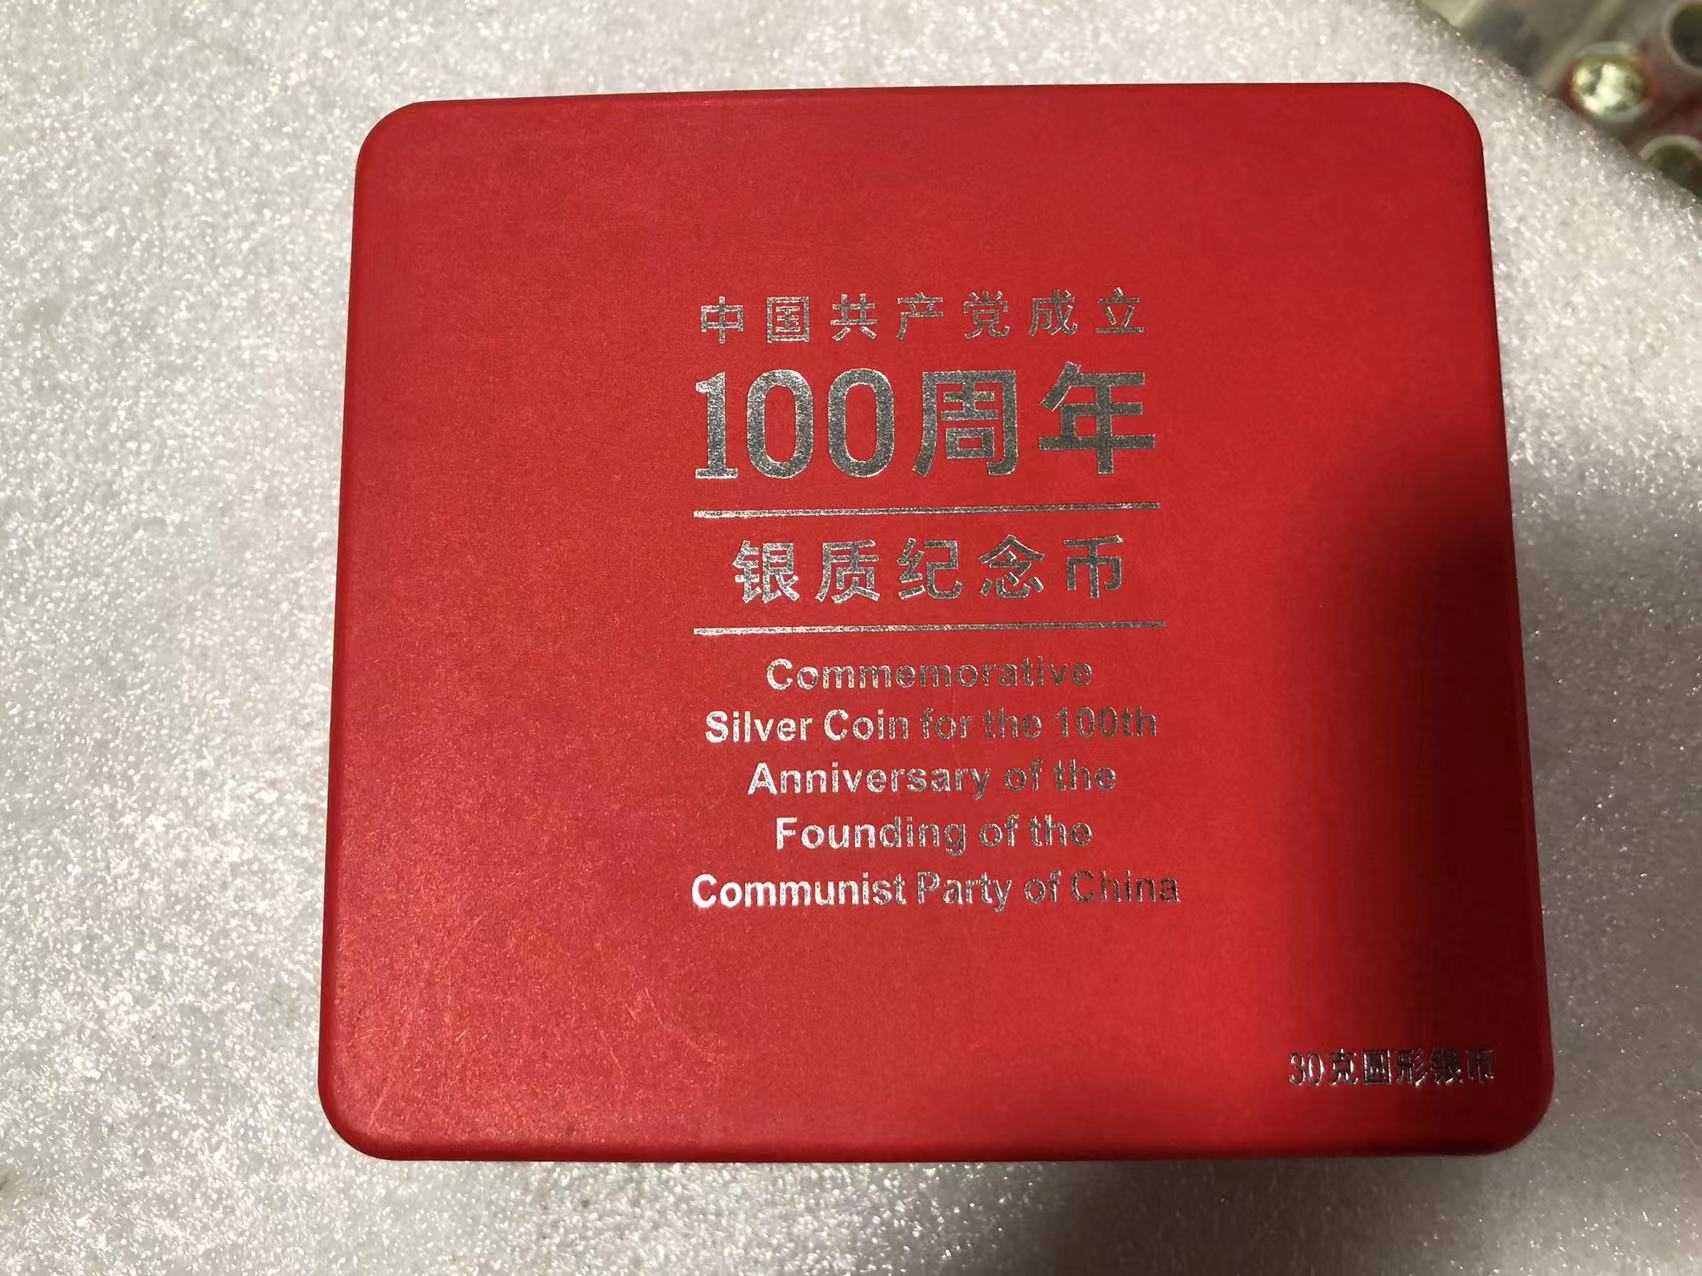 中国共产党成立
100周年
银质纪念币
Commemorative
Silver Coin for the 100th
Anniversary of the
Founding of the
Communist Party of China
30克圆形银币